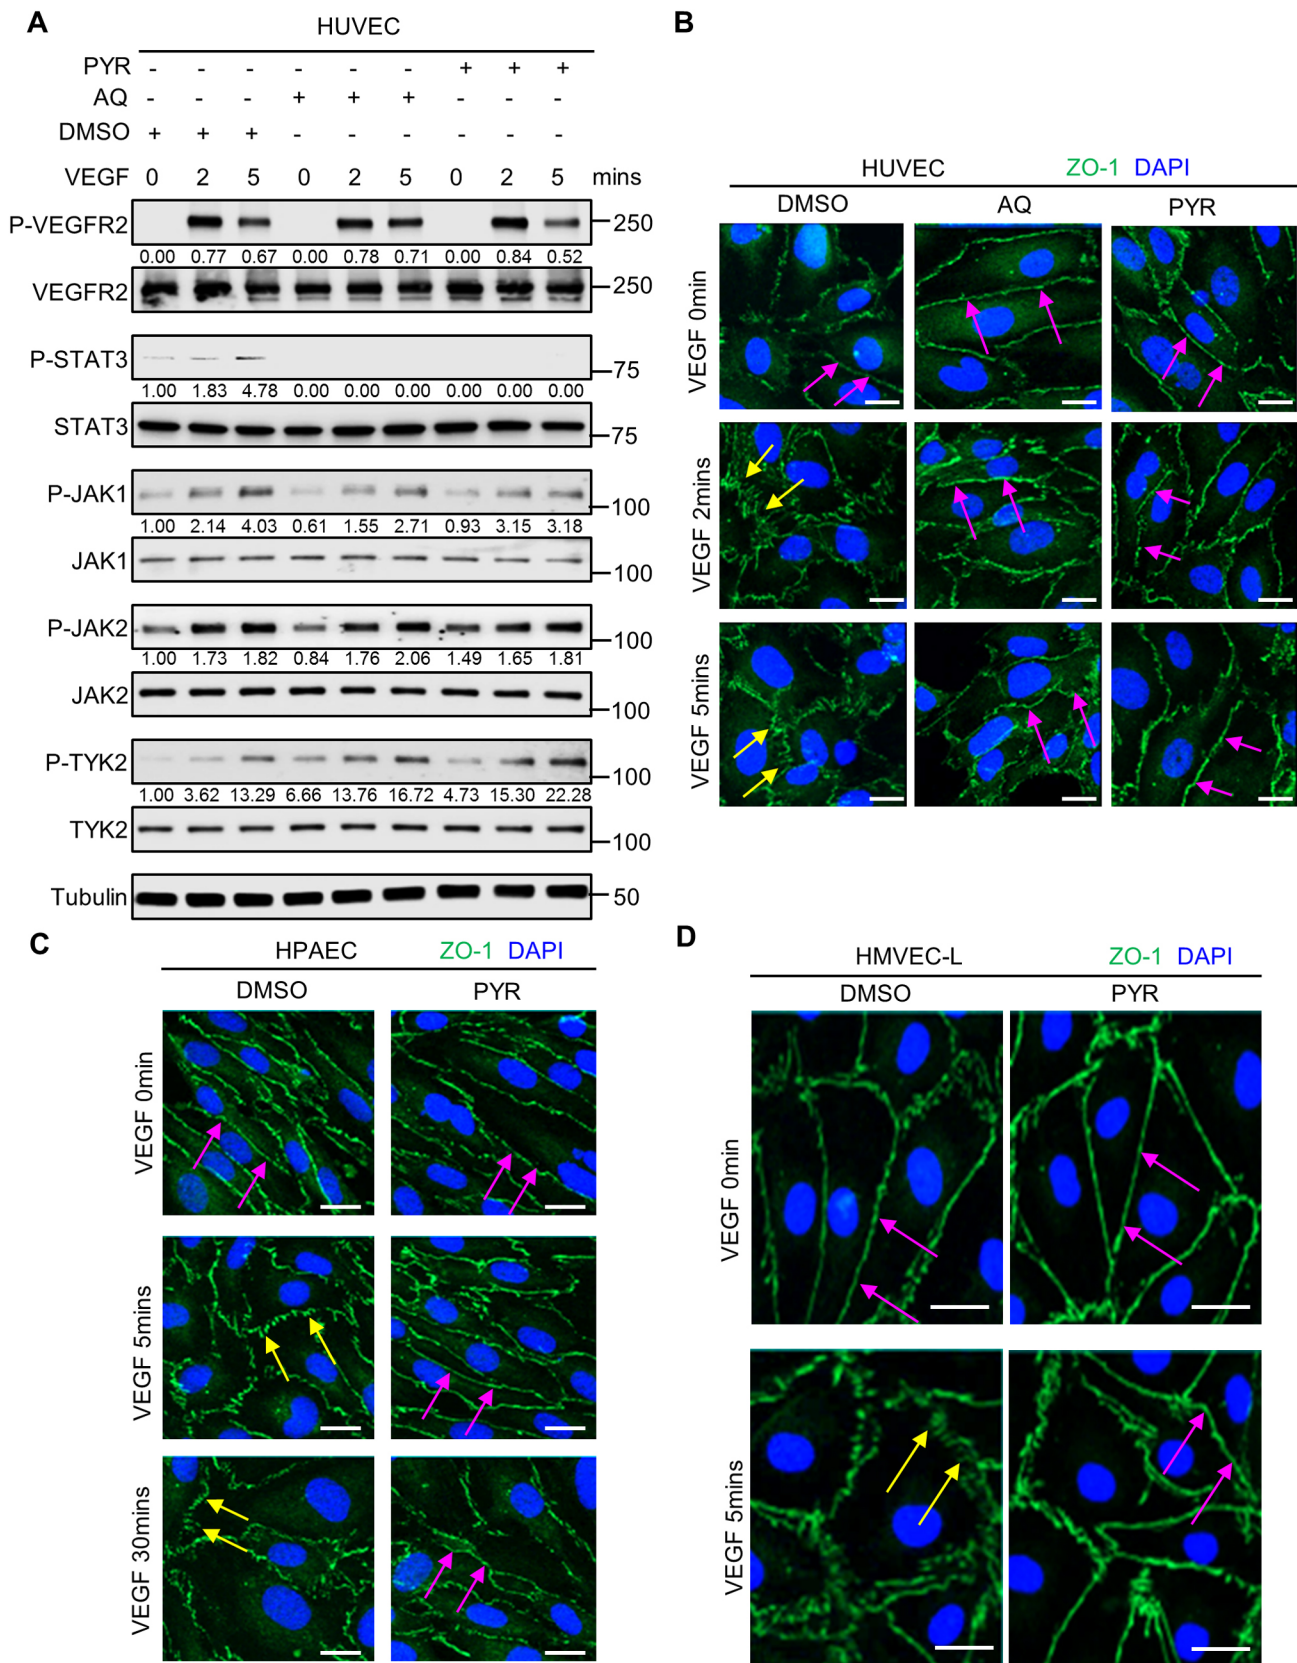 A
HUVEC
PYR - - - - - - + + +
AQ - - - + + + - - -
DMSO + + + - - - - - -
VEGF 0 2 5 0 2 5 0 2 5 mins
P-VEGFR2 250
0.00 0.77 0.67 0.00 0.78 0.71 0.00 0.84 0.52
VEGFR2 250
P-STAT3 75
1.00 1.83 4.78 0.00 0.00 0.00 0.00 0.00 0.00
STAT3 75
P-JAK1 100
1.00 2.14 4.03 0.61 1.55 2.71 0.93 3.15 3.18
JAK1 100
P-JAK2 100
1.00 1.73 1.82 0.84 1.76 2.06 1.49 1.65 1.81
JAK2 100
P-TYK2 100
1.00 3.62 13.29 6.66 13.76 16.72 4.73 15.30 22.28
TYK2 100
Tubulin 50
B
HUVEC ZO-1 DAPI
DMSO AQ PYR
VEGF 0min
VEGF 2mins
VEGF 5mins
C
HPAEC ZO-1 DAPI
DMSO PYR
VEGF 0min
VEGF 5mins
VEGF 30mins
D
HMVEC-L ZO-1 DAPI
DMSO PYR
VEGF 0min
VEGF 5mins